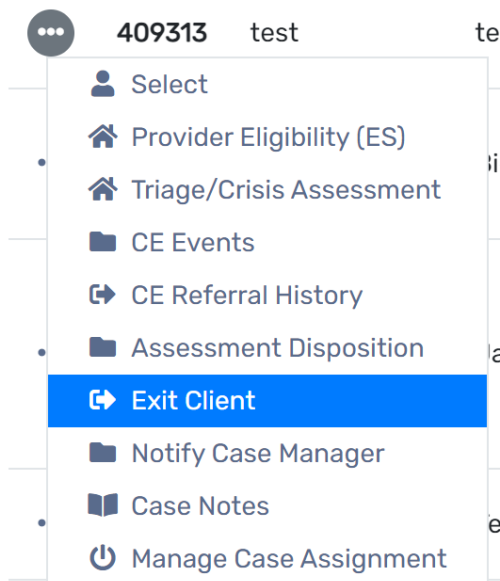 409313 test te
Select
Provider Eligibility (ES)
Triage/Crisis Assessment
CE Events
CE Referral History
Assessment Disposition
Exit Client
Notify Case Manager
Case Notes
Manage Case Assignment